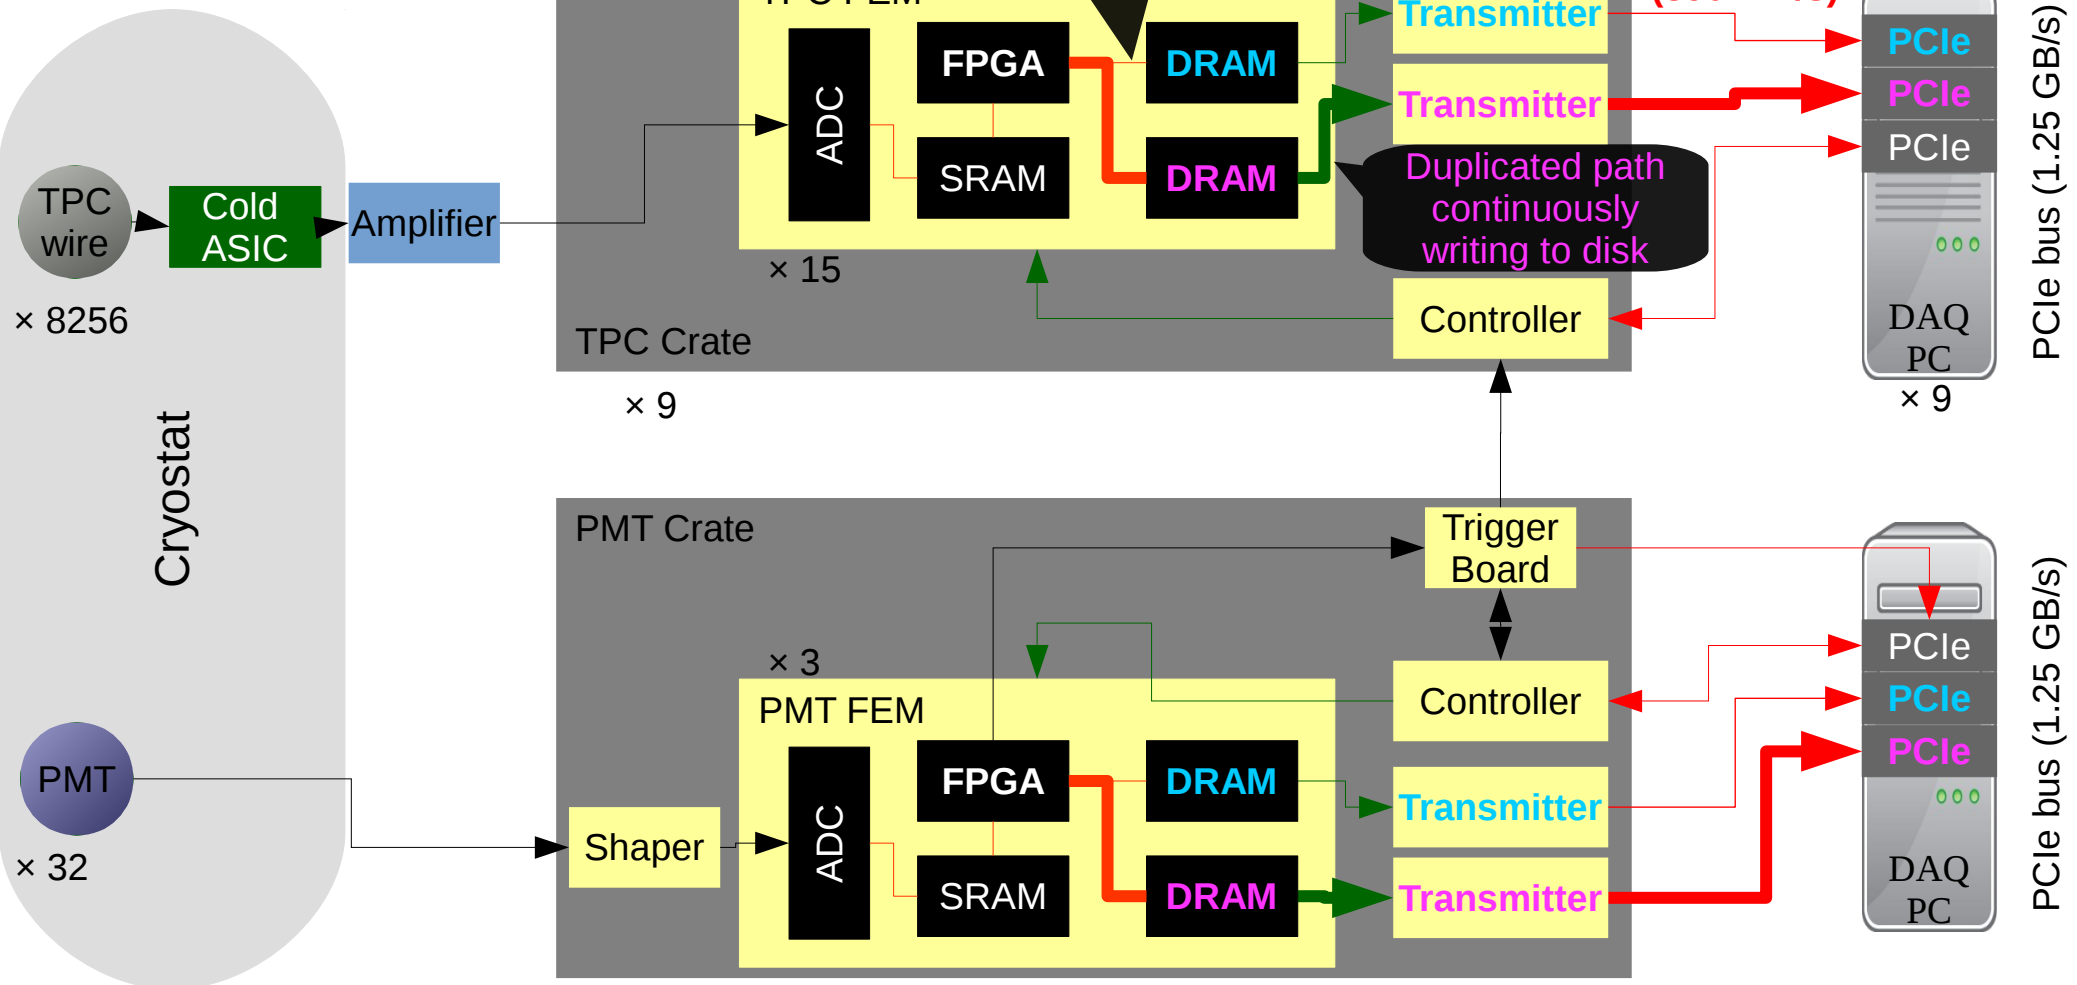 TPC FEM
Transmitter
PCIe
FPGA
DRAM
ADC
Transmitter
PCIe
PCIe
SRAM
DRAM
Duplicated path
continuously
writing to disk
TPC
wire
Cold
ASIC
Amplifier
× 15
× 8256
Controller
TPC Crate
DAQ
PC
× 9
× 9
PCIe bus (1.25 GB/s)
Cryostat
PMT Crate
Trigger
Board
× 3
PMT FEM
Controller
PCIe
PCIe
PCIe
PMT
× 32
Shaper
ADC
FPGA
DRAM
SRAM
DRAM
Transmitter
Transmitter
DAQ
PC
PCIe bus (1.25 GB/s)